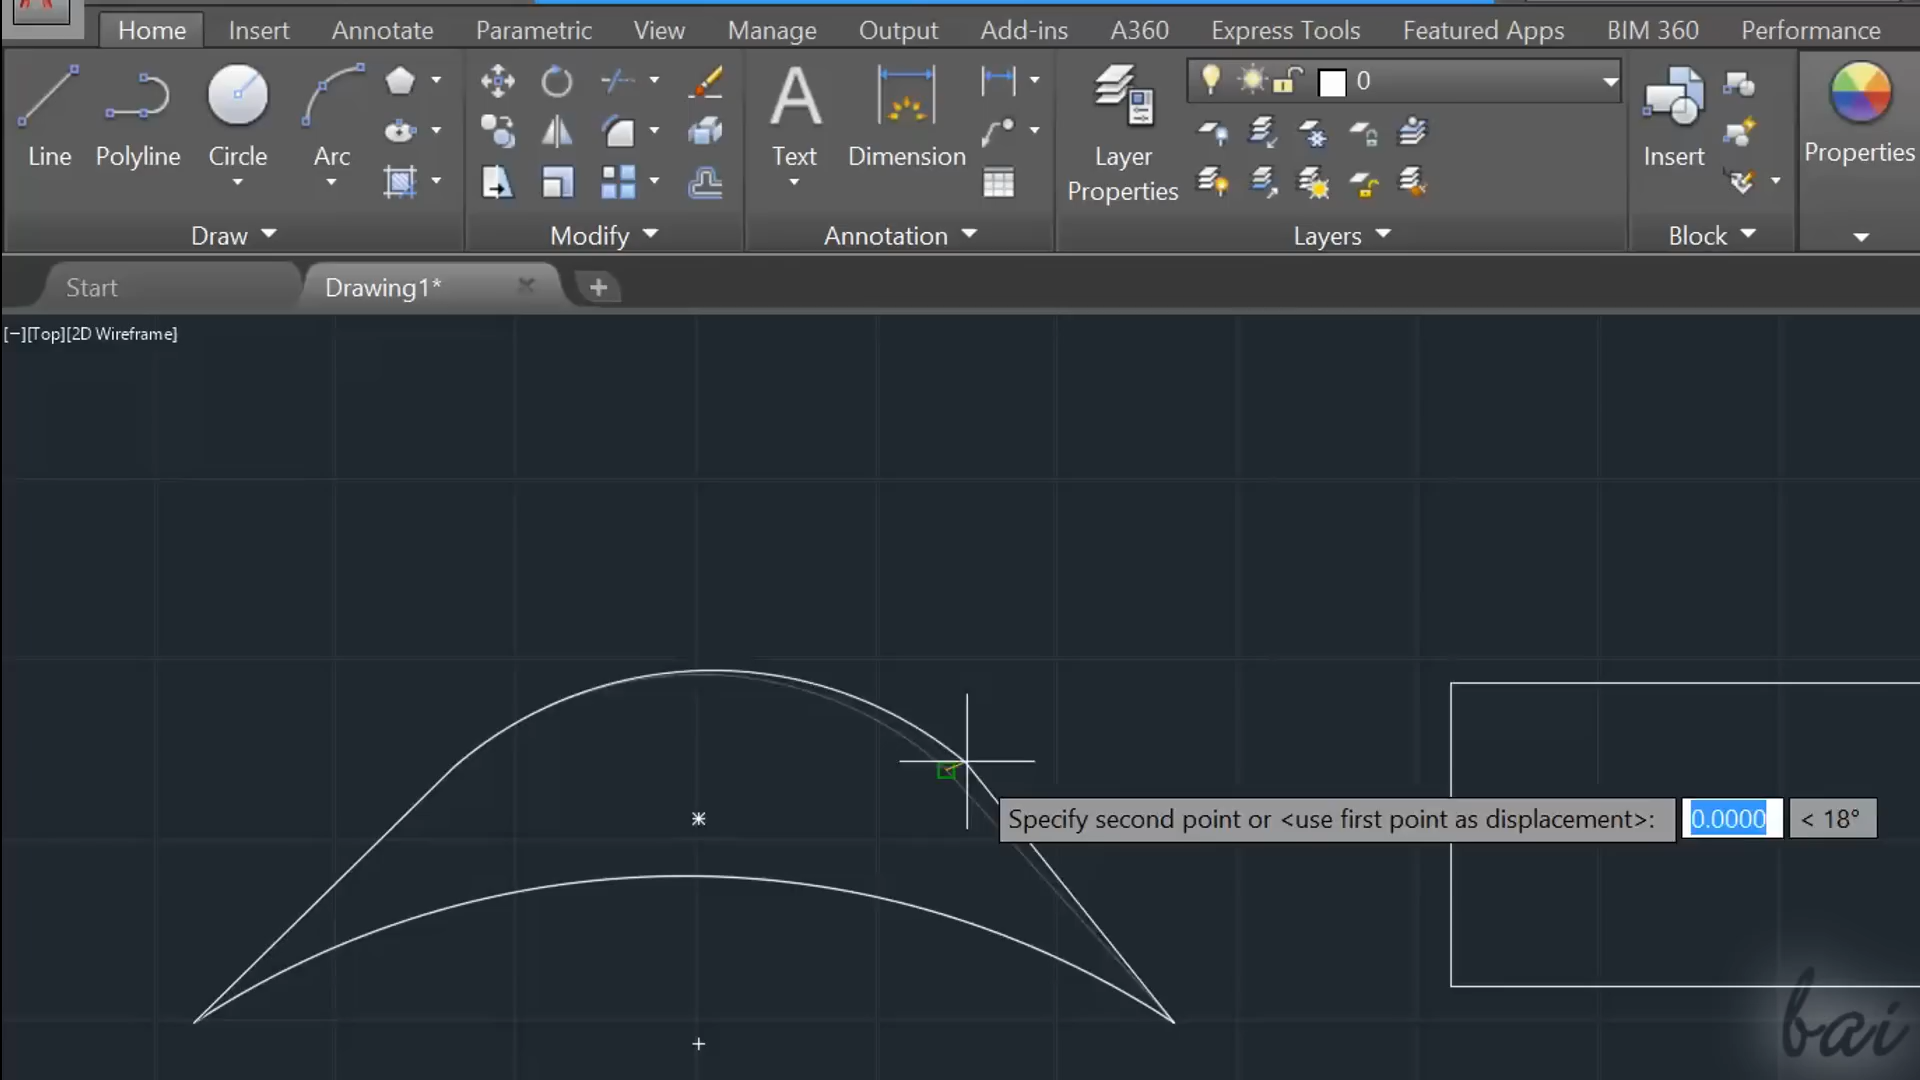 Home Insert Annotate Parametric View Manage Output Add-ins A360 Express Tools Featured Apps BIM 360 Performance
0
Line Polyline Circle Arc Text Dimension Layer Properties Insert Properties
Draw Modify Annotation Layers Block
Start Drawing1*
[−][Top][2D Wireframe]
Specify second point or <use first point as displacement>: 0.0000 < 18°
bai